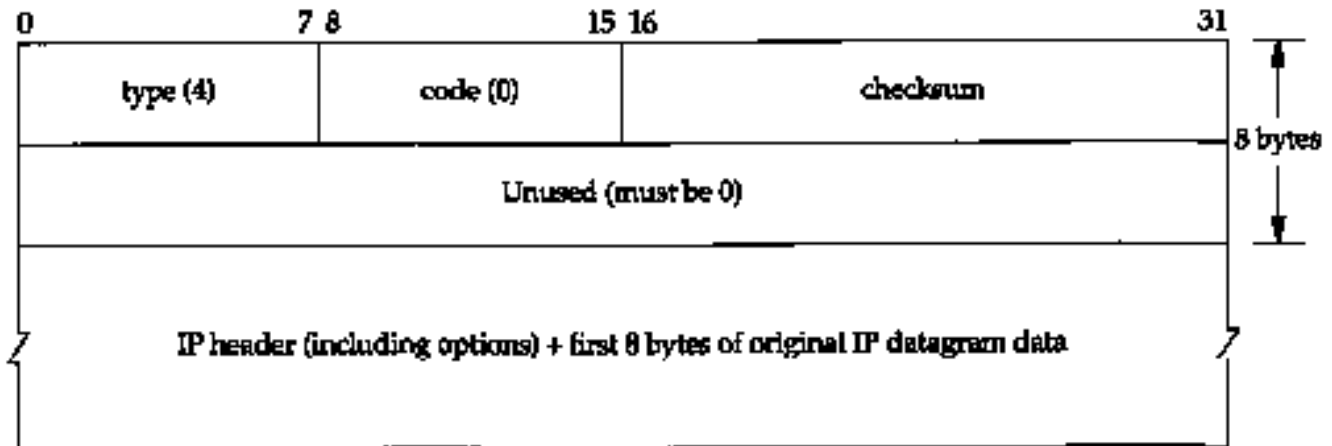 0 7 8 15 16 31
type (4) code (0) checksum
8 bytes
Unused (must be 0)
IP header (including options) + first 8 bytes of original IP datagram data